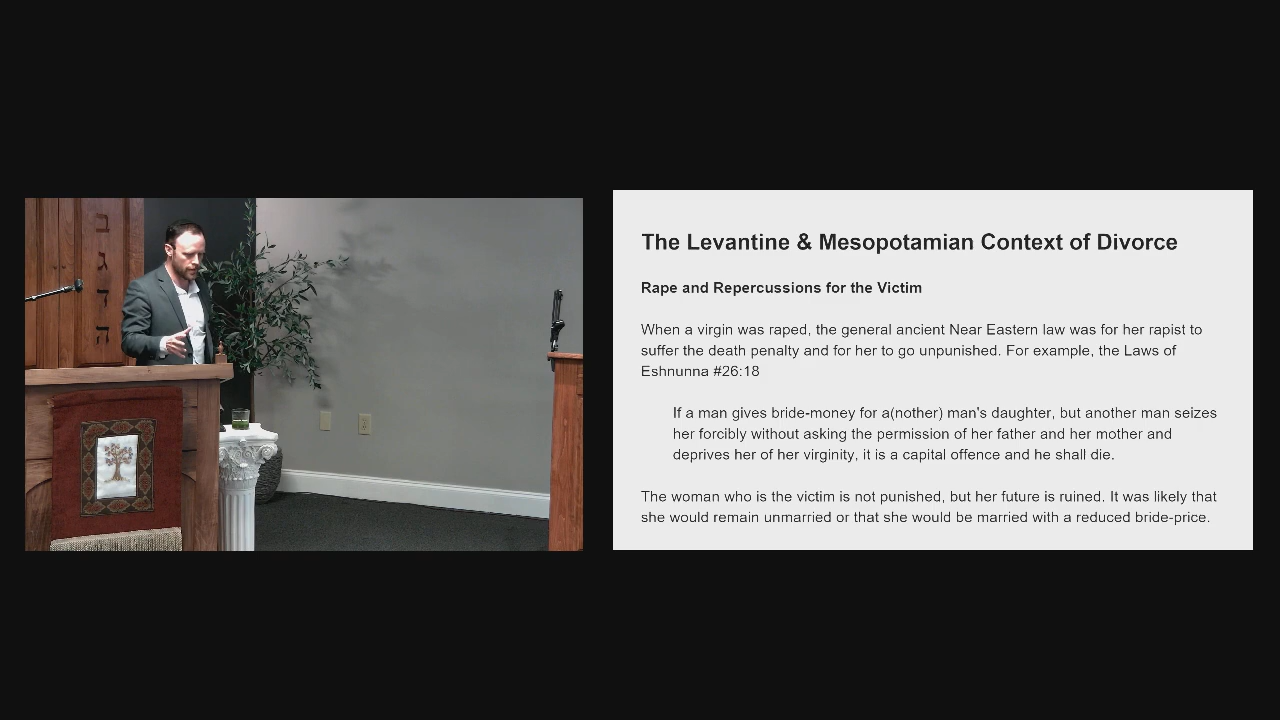 ב
ג
ד
ה
The Levantine & Mesopotamian Context of Divorce
Rape and Repercussions for the Victim
When a virgin was raped, the general ancient Near Eastern law was for her rapist to
suffer the death penalty and for her to go unpunished. For example, the Laws of
Eshnunna #26:18
If a man gives bride-money for a(nother) man's daughter, but another man seizes
her forcibly without asking the permission of her father and her mother and
deprives her of her virginity, it is a capital offence and he shall die.
The woman who is the victim is not punished, but her future is ruined. It was likely that
she would remain unmarried or that she would be married with a reduced bride-price.